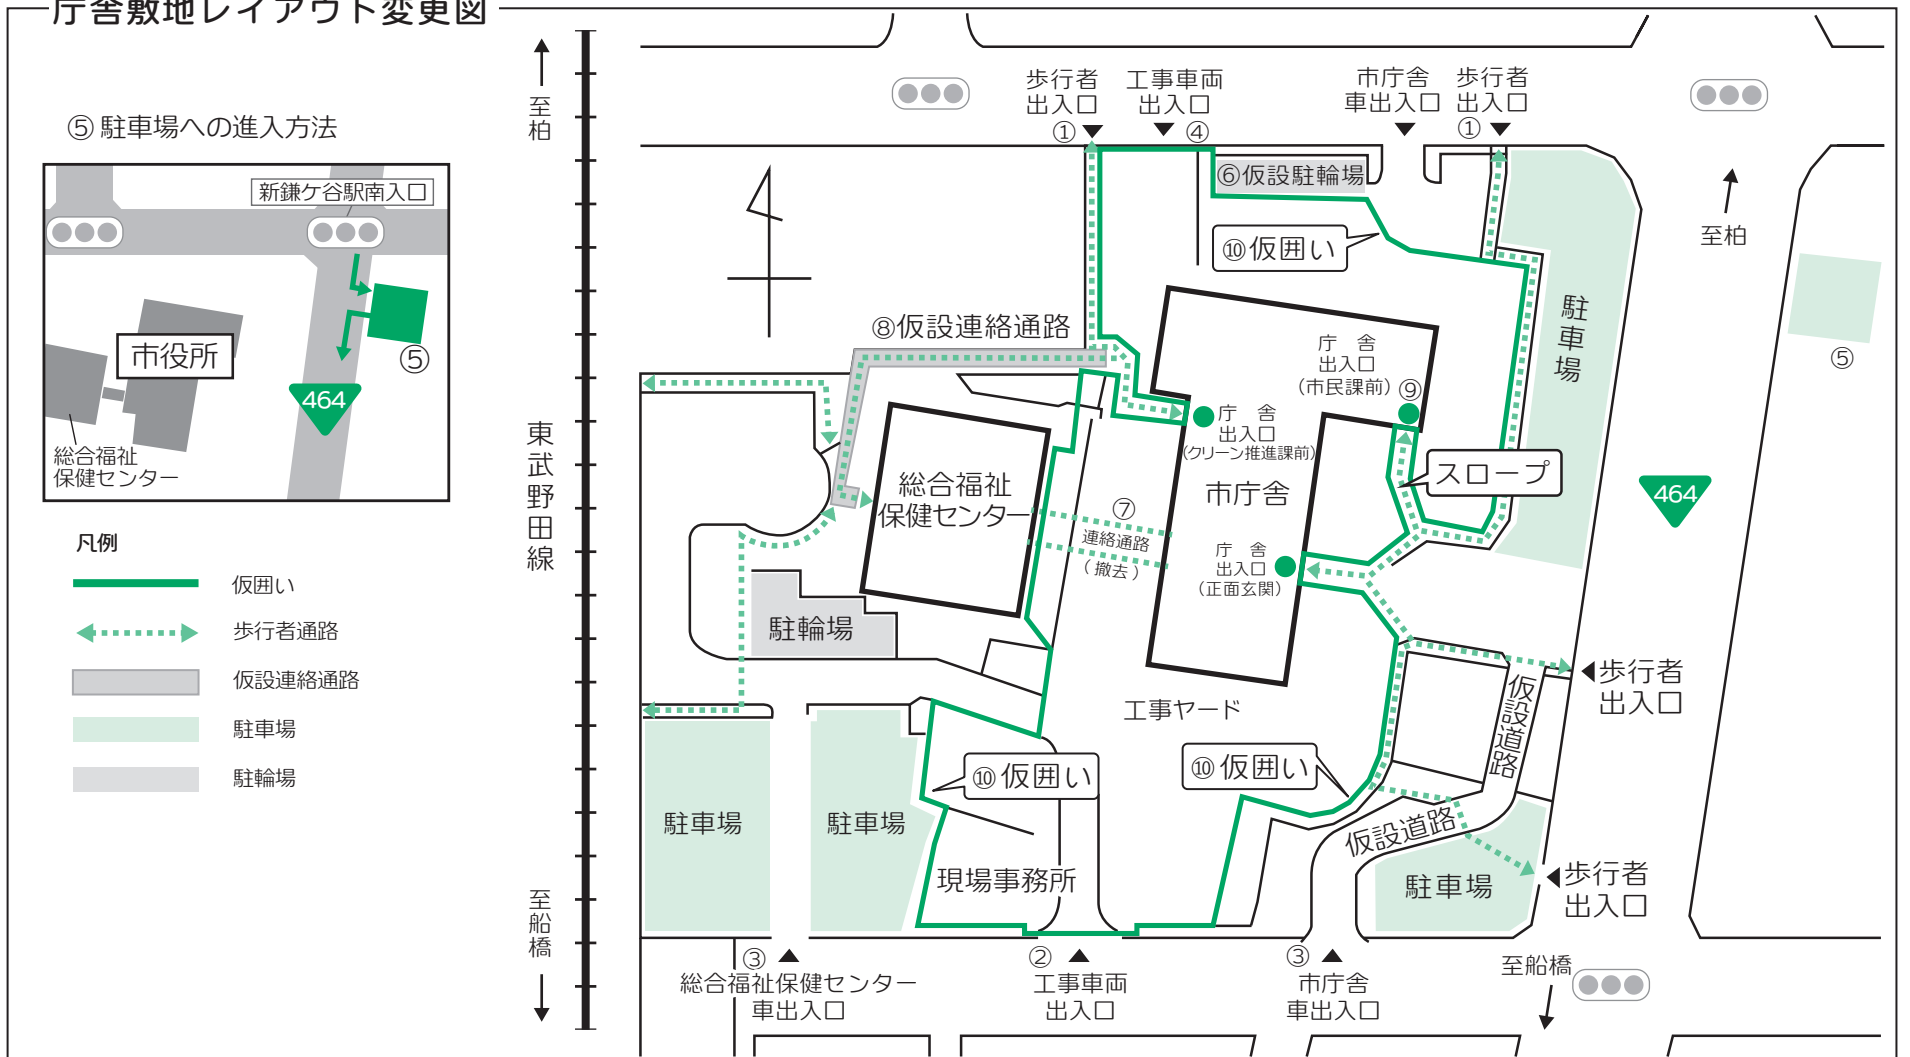 庁舎敷地レイアウト変更図
⑤駐車場への進入方法
新鎌ケ谷駅南入口
市役所
464
⑤
総合福祉
保健センター
凡例
仮囲い
歩行者通路
仮設連絡通路
駐車場
駐輪場
至柏
東武野田線
至船橋
歩行者
出入口
①
工事車両
出入口
④
市庁舎
車出入口
歩行者
出入口
①
⑥仮設駐輪場
⑩仮囲い
至柏
駐車場
⑤
⑧仮設連絡通路
庁 舎
出入口
(市民課前)
⑨
庁 舎
出入口
(クリーン推進課前)
スロープ
464
総合福祉
保健センター
市庁舎
⑦
連絡通路
(撤去)
庁 舎
出入口
(正面玄関)
駐輪場
歩行者
出入口
仮設道路
工事ヤード
⑩仮囲い
⑩仮囲い
駐車場
駐車場
仮設道路
現場事務所
駐車場
歩行者
出入口
③
総合福祉保健センター
車出入口
②
工事車両
出入口
③
市庁舎
車出入口
至船橋